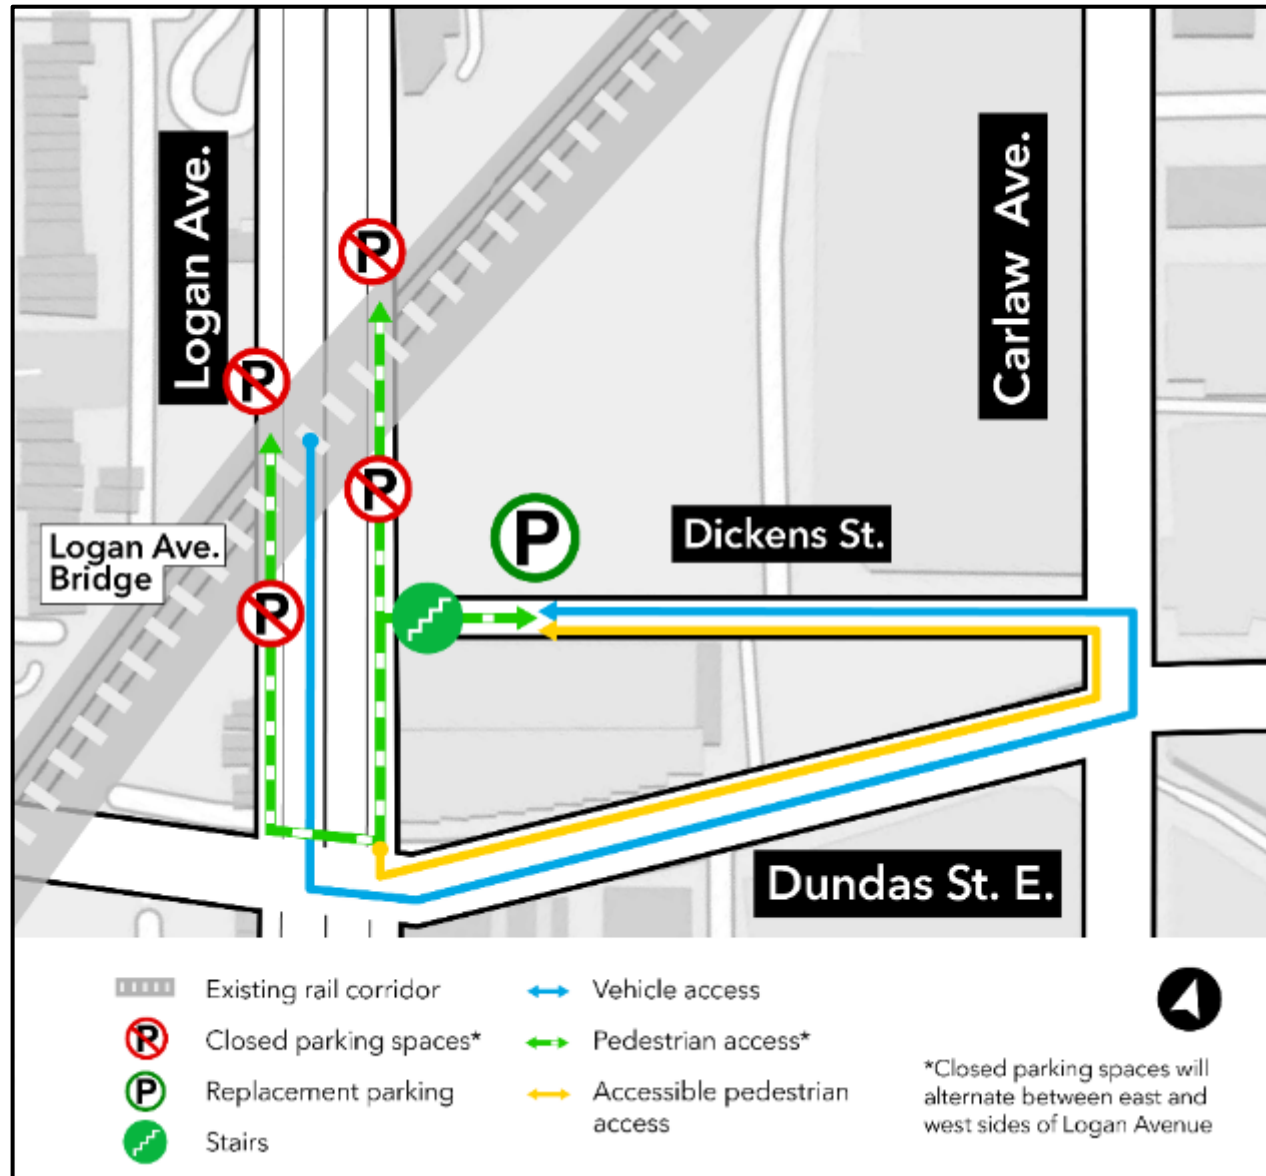 Logan Ave.
Carlaw Ave.
P
P
P
P
P
Logan Ave.
Bridge
Dickens St.
Dundas St. E.
Existing rail corridor
P Closed parking spaces*
P Replacement parking
Stairs
Vehicle access
Pedestrian access*
Accessible pedestrian
access
*Closed parking spaces will
alternate between east and
west sides of Logan Avenue